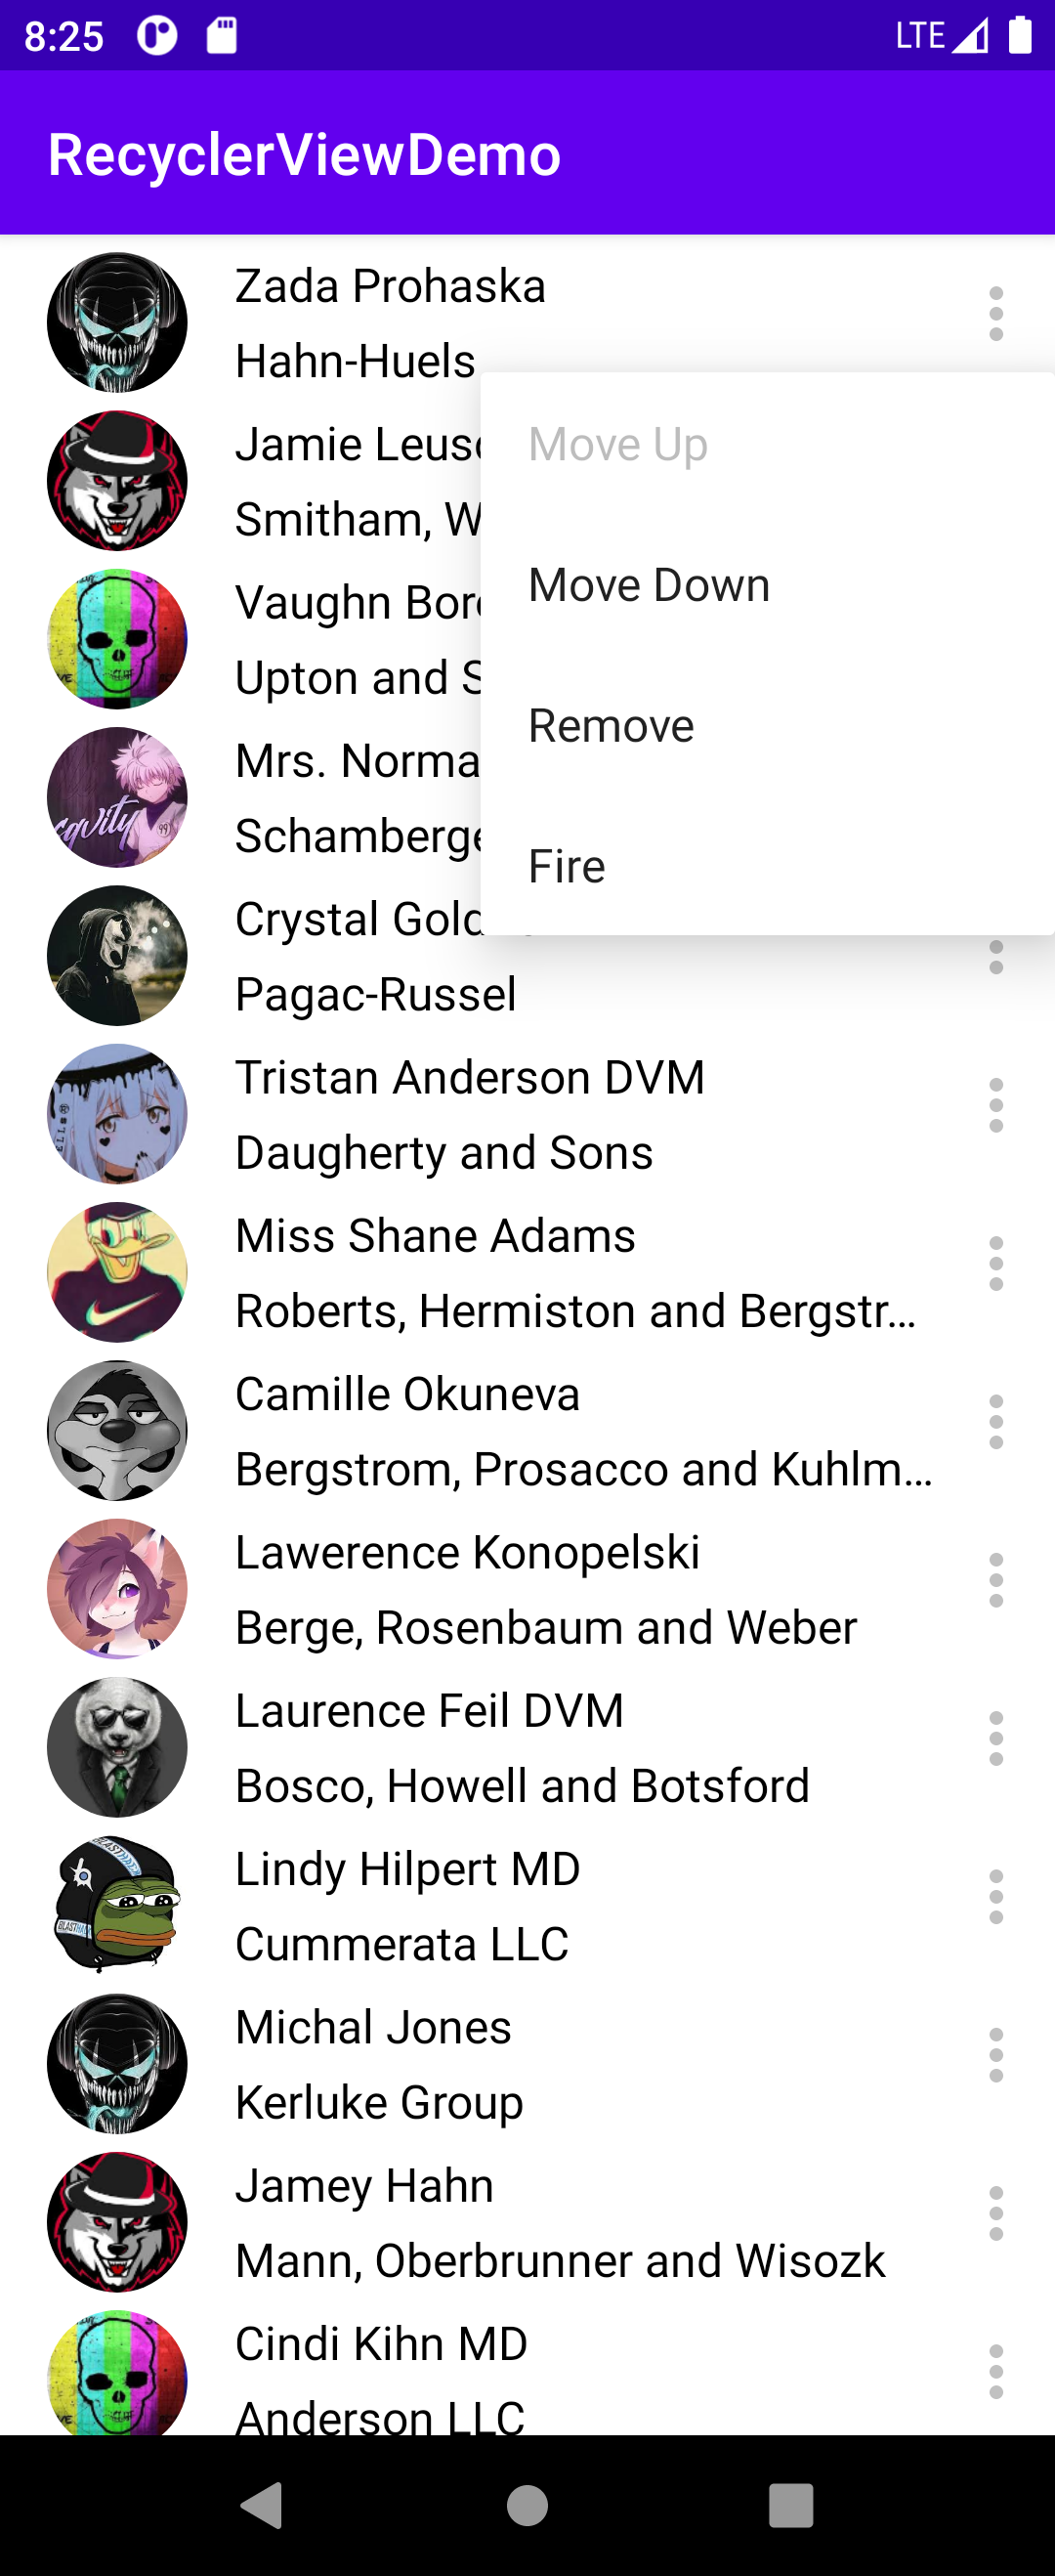 8:25
LTE
RecyclerViewDemo
Zada Prohaska
Hahn-Huels
Jamie
Smitham,
Vaughn
Upton and
Mrs. Norma
Crystal
Pagac-Russel
Move Up
Move Down
Remove
Fire
Tristan Anderson DVM
Daugherty and Sons
Miss Shane Adams
Roberts, Hermiston and Bergstr...
Camille Okuneva
Bergstrom, Prosacco and Kuhlm...
Lawerence Konopelski
Berge, Rosenbaum and Weber
Laurence Feil DVM
Bosco, Howell and Botsford
Lindy Hilpert MD
Cummerata LLC
Michal Jones
Kerluke Group
Jamey Hahn
Mann, Oberbrunner and Wisozk
Cindi Kihn MD
Anderson LLC